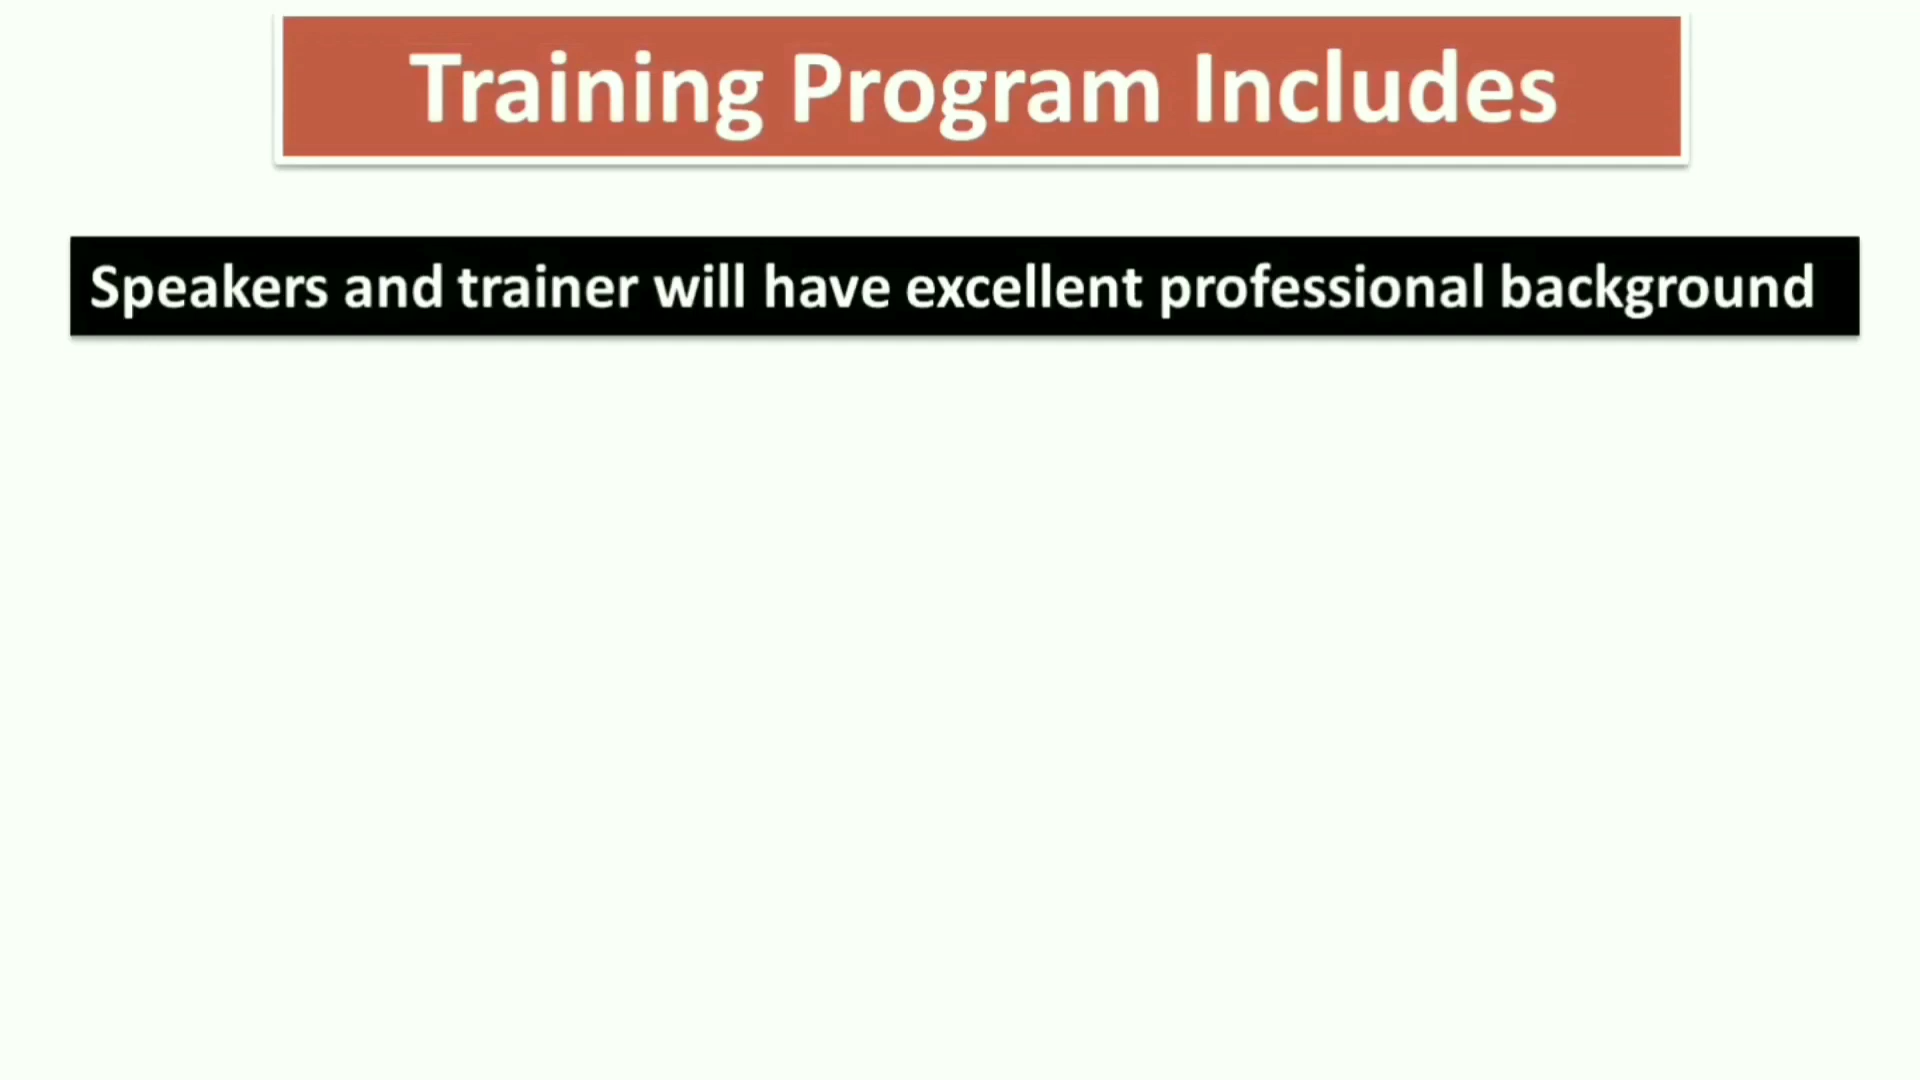 Training Program Includes
Speakers and trainer will have excellent professional background